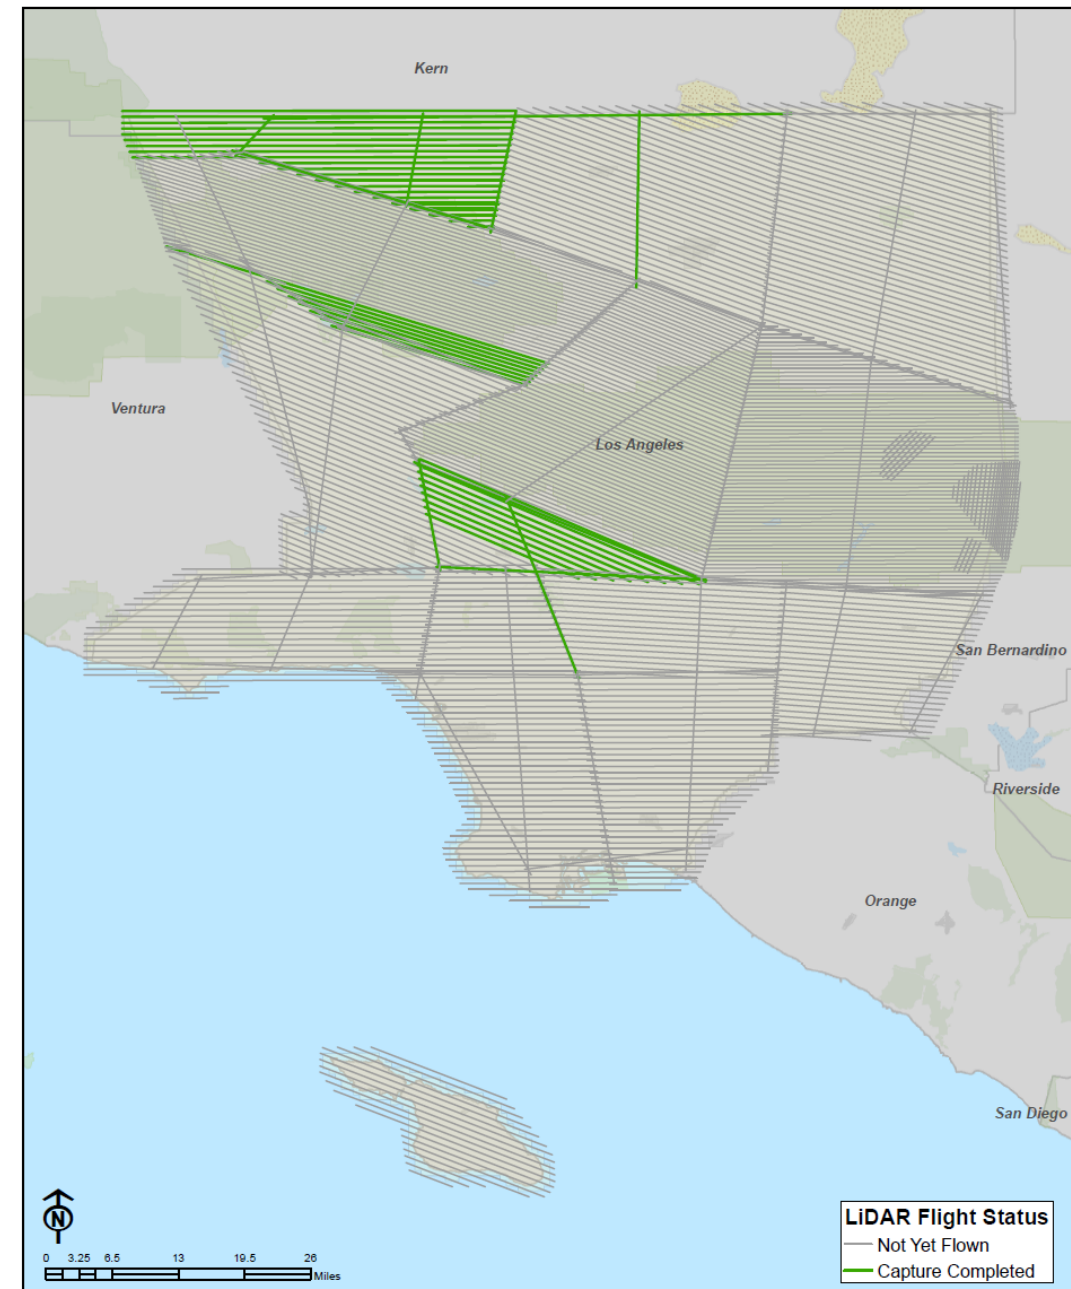 Kern
Ventura
Los Angeles
San Bernardino
Riverside
Orange
San Diego
N
0 3.25 6.5 13 19.5 26
Miles
LiDAR Flight Status
Not Yet Flown
Capture Completed